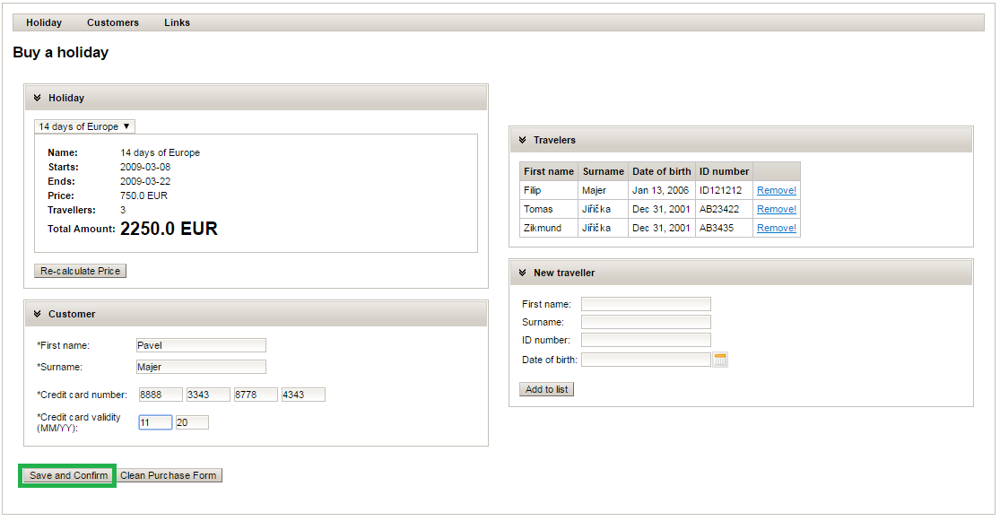 Holiday Customers Links
Buy a holiday
Holiday
14 days of Europe ▼
Name: 14 days of Europe
Starts: 2009-03-08
Ends: 2009-03-22
Price: 750.0 EUR
Travellers: 3
Total Amount: 2250.0 EUR
Re-calculate Price
Customer
*First name: Pavel
*Surname: Majer
*Credit card number: 8888 3343 8778 4343
*Credit card validity
(MM/YY): 11 20
Save and Confirm Clean Purchase Form
Travelers
First name Surname Date of birth ID number
Filip Majer Jan 13, 2006 ID121212 Remove!
Tomas Jiřička Dec 31, 2001 AB23422 Remove!
Zikmund Jiřička Dec 31, 2001 AB3435 Remove!
New traveller
First name:
Surname:
ID number:
Date of birth:
Add to list